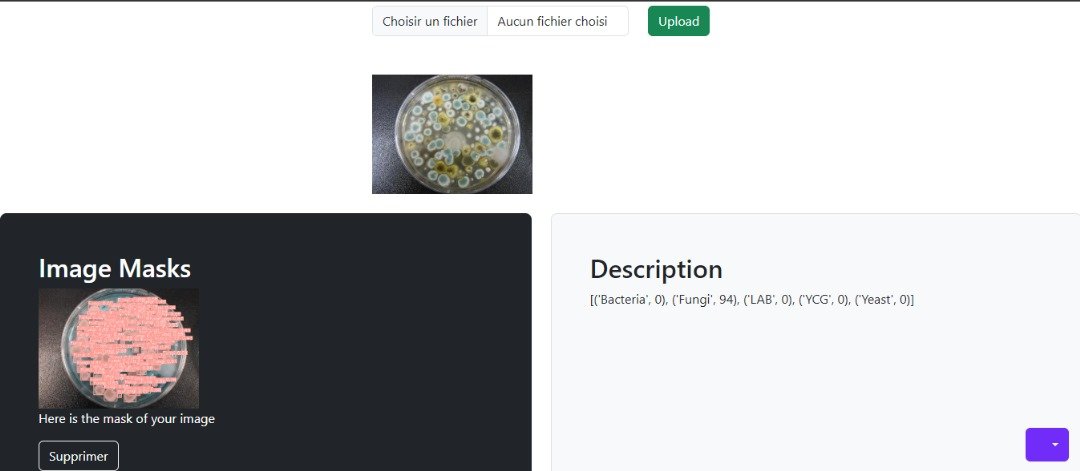 Choisir un fichier Aucun fichier choisi Upload
Image Masks
Here is the mask of your image
Supprimer
Description
[('Bacteria', 0), ('Fungi', 94), ('LAB', 0), ('YCG', 0), ('Yeast', 0)]